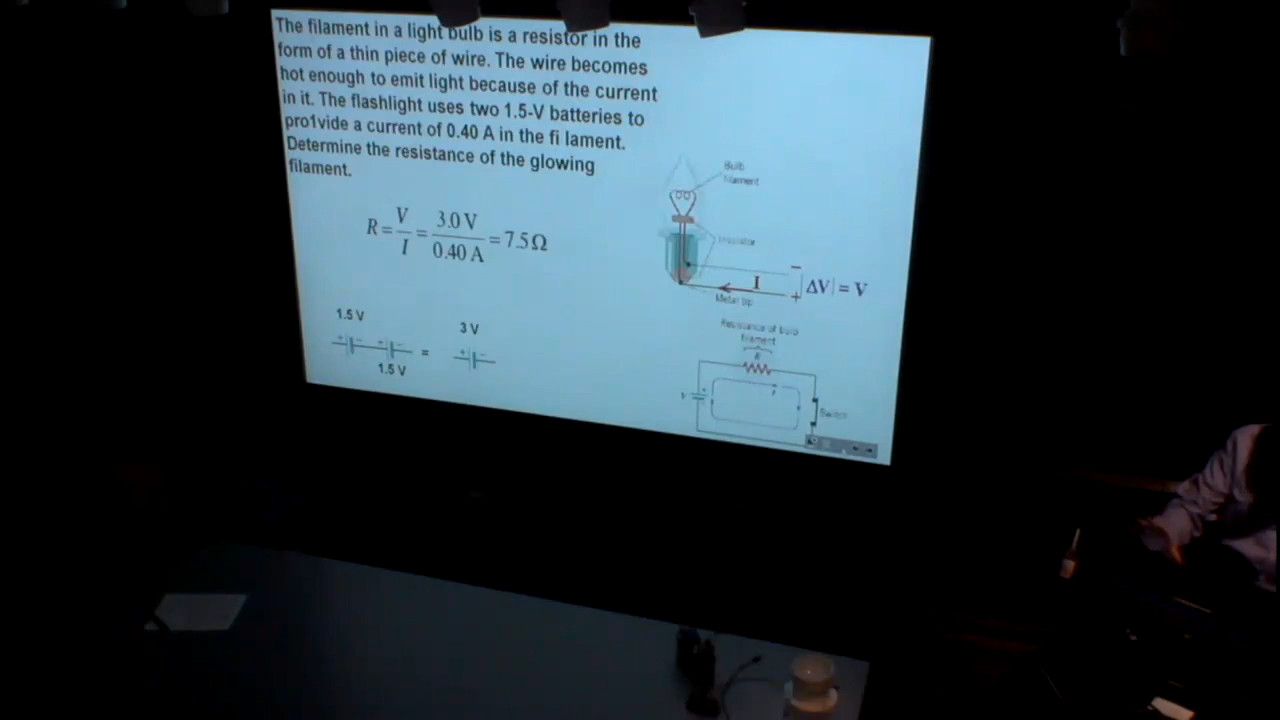 The filament in a light bulb is a resistor in the
form of a thin piece of wire. The wire becomes
hot enough to emit light because of the current
in it. The flashlight uses two 1.5-V batteries to
pro1vide a current of 0.40 A in the fi lament.
Determine the resistance of the glowing
filament.
R = V/I = 3.0 V/0.40 A = 7.5 Ω
1.5 V
3 V
+ - + - = + -
1.5 V
Bulb
filament
Insulator
-
I
|ΔV| = V
+
Metal tip
Resistance of bulb
filament
R
V
+
I
Switch